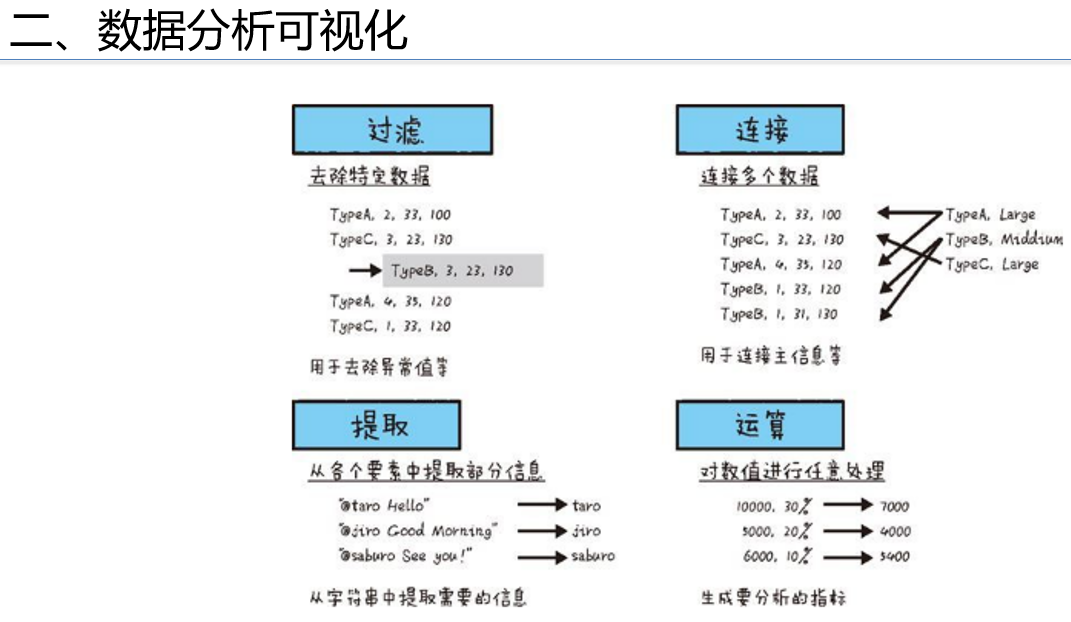 二、数据分析可视化
过滤
去除特定数据
TypeA, 2, 33, 100
TypeC, 3, 23, 130
TypeB, 3, 23, 130
TypeA, 4, 35, 120
TypeC, 1, 33, 120
用于去除异常值等
连接
连接多个数据
TypeA, 2, 33, 100
TypeC, 3, 23, 130
TypeA, 4, 35, 120
TypeB, 1, 33, 120
TypeB, 1, 31, 130
TypeA, Large
TypeB, Middium
TypeC, Large
用于连接主信息等
提取
从各个要素中提取部分信息
"@taro Hello" taro
"@jiro Good Morning" jiro
"@saburo See you!" saburo
从字符串中提取需要的信息
运算
对数值进行任意处理
10000, 30% 7000
5000, 20% 4000
6000, 10% 5400
生成要分析的指标